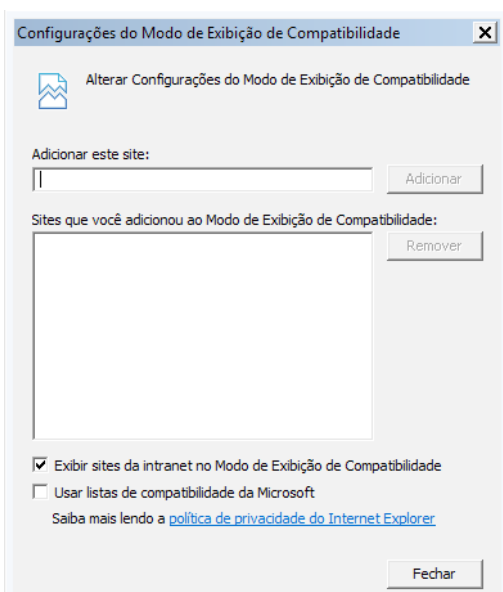 Configurações do Modo de Exibição de Compatibilidade
Alterar Configurações do Modo de Exibição de Compatibilidade
Adicionar este site:
Adicionar
Sites que você adicionou ao Modo de Exibição de Compatibilidade:
Remover
Exibir sites da intranet no Modo de Exibição de Compatibilidade
Usar listas de compatibilidade da Microsoft
Saiba mais lendo a política de privacidade do Internet Explorer
Fechar